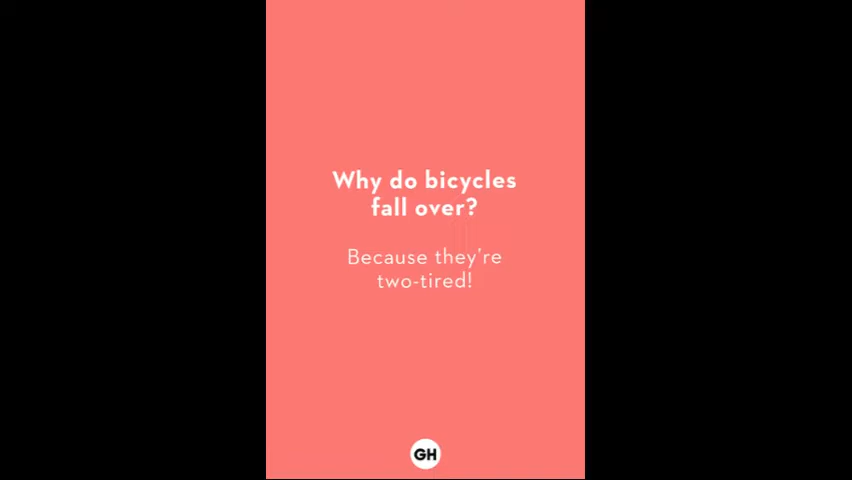 Why do bicycles
fall over?
Because they're
two-tired!
GH